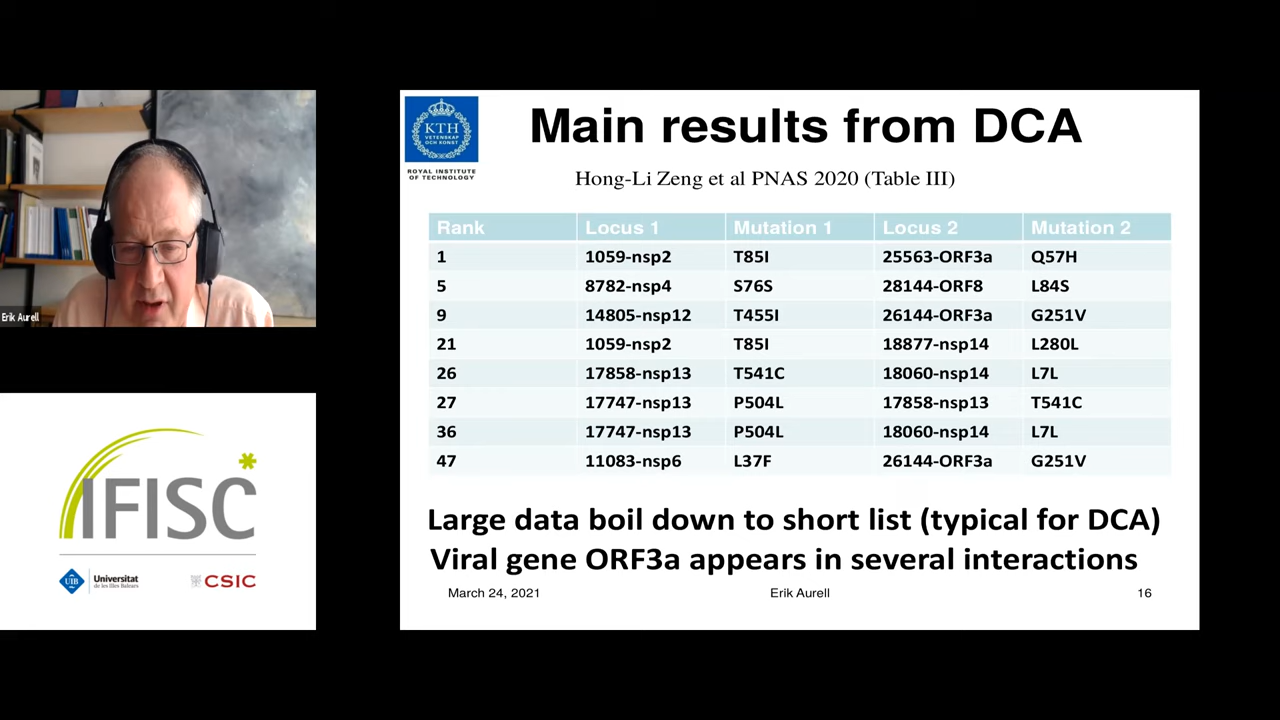 Erik Aurell
IFISC
UIB
Universitat
de les Illes Balears
CSIC
KTH
VETENSKAP
OCH KONST
ROYAL INSTITUTE
OF TECHNOLOGY
Main results from DCA
Hong-Li Zeng et al PNAS 2020 (Table III)
Rank Locus 1 Mutation 1 Locus 2 Mutation 2
1 1059-nsp2 T85I 25563-ORF3a Q57H
5 8782-nsp4 S76S 28144-ORF8 L84S
9 14805-nsp12 T455I 26144-ORF3a G251V
21 1059-nsp2 T85I 18877-nsp14 L280L
26 17858-nsp13 T541C 18060-nsp14 L7L
27 17747-nsp13 P504L 17858-nsp13 T541C
36 17747-nsp13 P504L 18060-nsp14 L7L
47 11083-nsp6 L37F 26144-ORF3a G251V
Large data boil down to short list (typical for DCA)
Viral gene ORF3a appears in several interactions
March 24, 2021 Erik Aurell 16